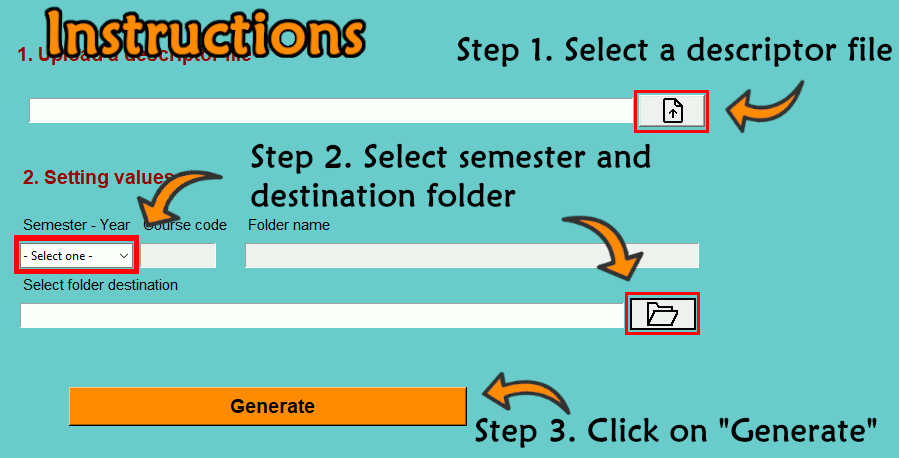 Instructions
1. Upload a descriptor file
Step 1. Select a descriptor file
Step 2. Select semester and
destination folder
2. Setting values
Semester - Year
Course code
Folder name
- Select one -
Select folder destination
Generate
Step 3. Click on "Generate"